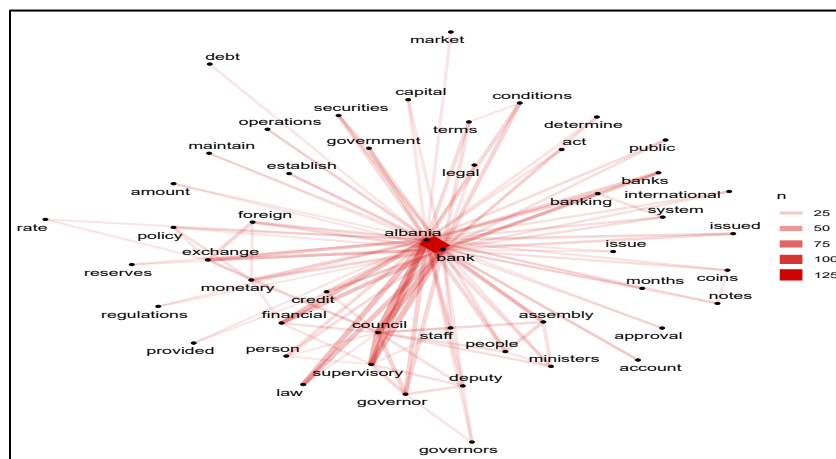 market
debt
capital
conditions
securities
operations
terms
determine
government
public
maintain
act
establish
legal
banks
amount
banking
international
n
foreign
system
25
rate
policy
albania
issued
50
exchange
bank
issue
75
reserves
monetary
coins
100
credit
months
notes
125
regulations
financial
council
staff
assembly
provided
people
approval
person
supervisory
ministers
account
law
deputy
governor
governors